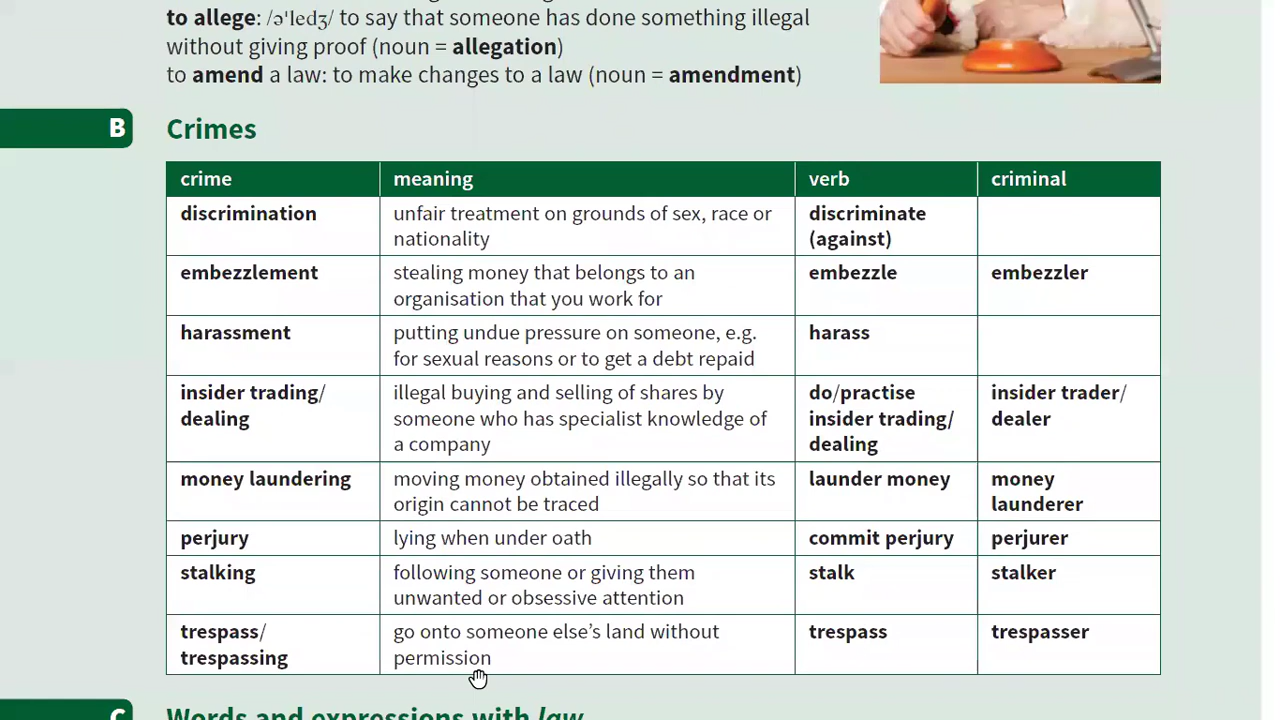 to allege: /ə'ledʒ/ to say that someone has done something illegal
without giving proof (noun = allegation)
to amend a law: to make changes to a law (noun = amendment)
B
Crimes
crime meaning verb criminal
discrimination unfair treatment on grounds of sex, race or nationality discriminate (against)
embezzlement stealing money that belongs to an organisation that you work for embezzle embezzler
harassment putting undue pressure on someone, e.g. for sexual reasons or to get a debt repaid harass
insider trading/ dealing illegal buying and selling of shares by someone who has specialist knowledge of a company do/practise insider trading/ dealing insider trader/ dealer
money laundering moving money obtained illegally so that its origin cannot be traced launder money money launderer
perjury lying when under oath commit perjury perjurer
stalking following someone or giving them unwanted or obsessive attention stalk stalker
trespass/ trespassing go onto someone else's land without permission trespass trespasser
C
Words and expressions with law